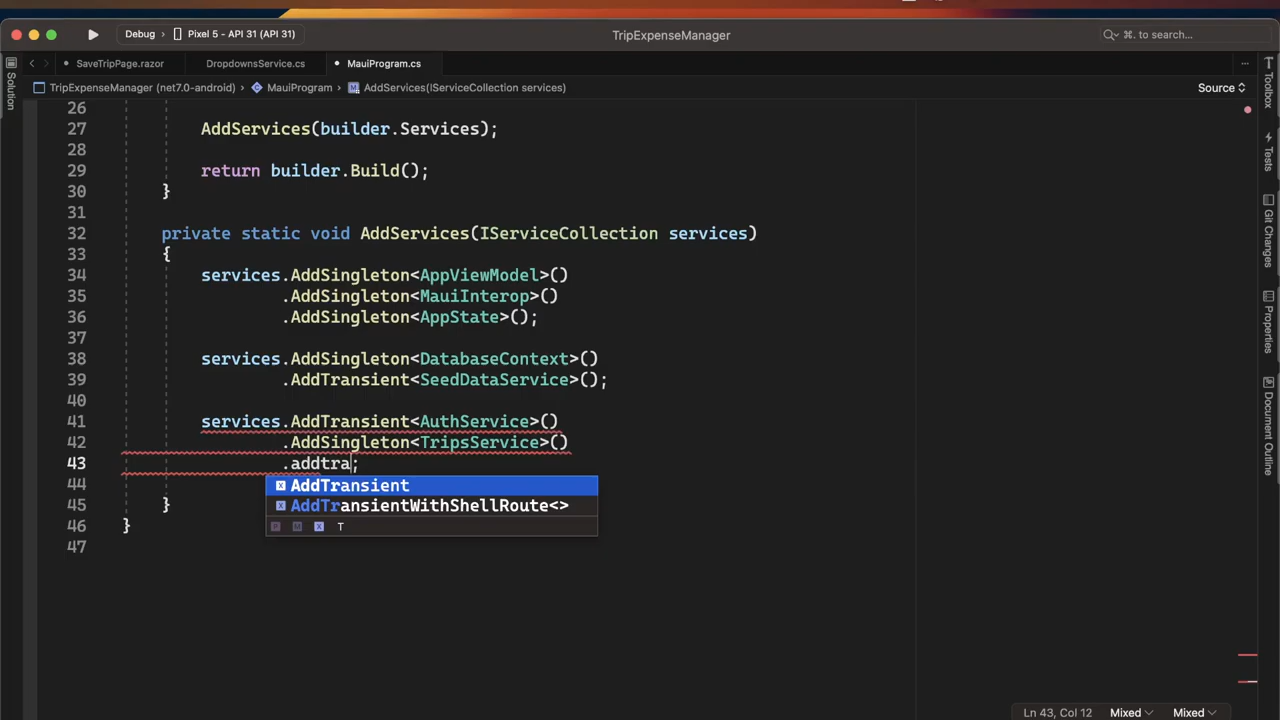 Debug > Pixel 5 - API 31 (API 31)
TripExpenseManager
⌘. to search...
Solution
SaveTripPage.razor
DropdownsService.cs
MauiProgram.cs
...
TripExpenseManager (net7.0-android) > MauiProgram > AddServices(IServiceCollection services)
Source
26
27 AddServices(builder.Services);
28
29 return builder.Build();
30 }
31
32 private static void AddServices(IServiceCollection services)
33 {
34 services.AddSingleton<AppViewModel>()
35 .AddSingleton<MauiInterop>()
36 .AddSingleton<AppState>();
37
38 services.AddSingleton<DatabaseContext>()
39 .AddTransient<SeedDataService>();
40
41 services.AddTransient<AuthService>()
42 .AddSingleton<TripsService>()
43 .addtra;
44
45 }
46 }
47
AddTransient
AddTransientWithShellRoute<>
P M X T
Toolbox
Tests
Git Changes
Properties
Document Outline
Ln 43, Col 12 Mixed Mixed